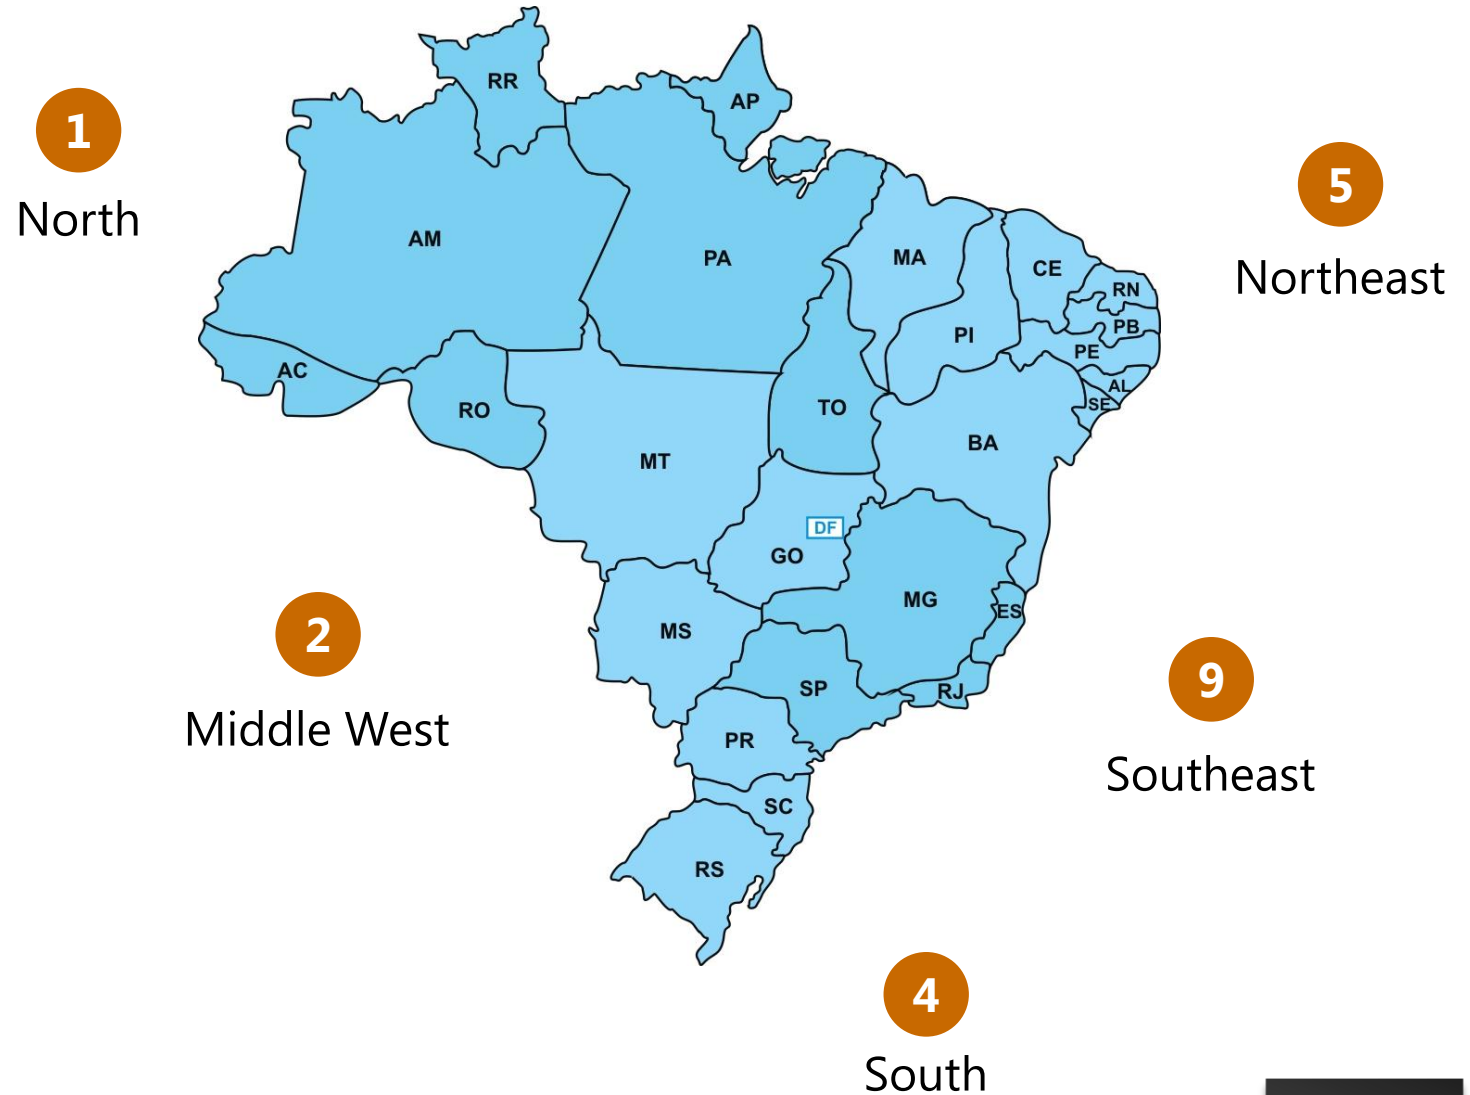 RR
AP
1
North
5
Northeast
AM
PA
MA
CE
RN
PB
PI
PE
AC
AL
SE
RO
TO
BA
MT
DF
GO
MG
ES
2
Middle West
MS
SP
RJ
9
Southeast
PR
SC
RS
4
South